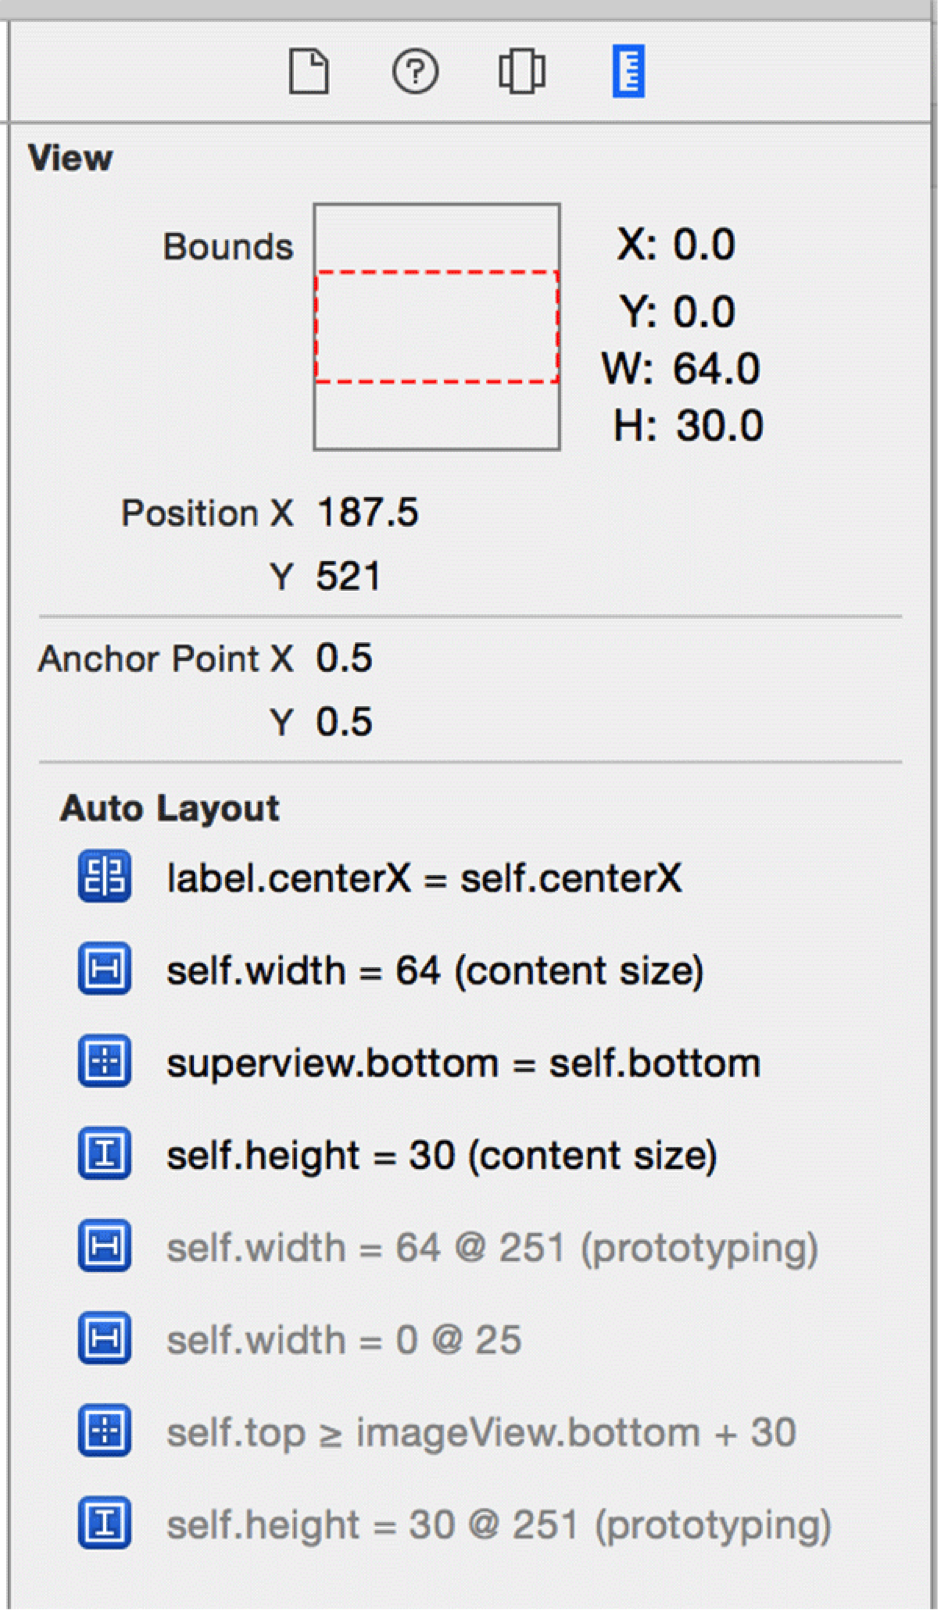 View
Bounds
X: 0.0
Y: 0.0
W: 64.0
H: 30.0
Position X 187.5
Y 521
Anchor Point X 0.5
Y 0.5
Auto Layout
label.centerX = self.centerX
self.width = 64 (content size)
superview.bottom = self.bottom
self.height = 30 (content size)
self.width = 64 @ 251 (prototyping)
self.width = 0 @ 25
self.top ≥ imageView.bottom + 30
self.height = 30 @ 251 (prototyping)